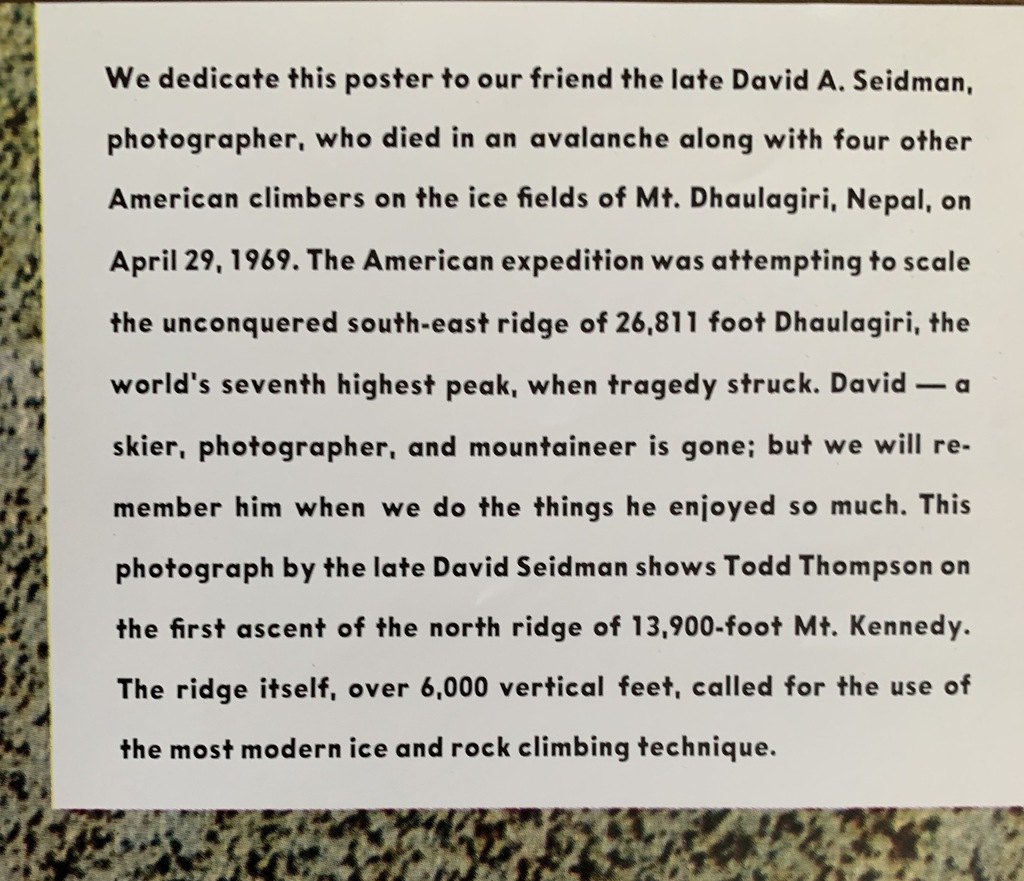 We dedicate this poster to our friend the late David A. Seidman,
photographer, who died in an avalanche along with four other
American climbers on the ice fields of Mt. Dhaulagiri, Nepal, on
April 29, 1969. The American expedition was attempting to scale
the unconquered south-east ridge of 26,811 foot Dhaulagiri, the
world's seventh highest peak, when tragedy struck. David — a
skier, photographer, and mountaineer is gone; but we will re-
member him when we do the things he enjoyed so much. This
photograph by the late David Seidman shows Todd Thompson on
the first ascent of the north ridge of 13,900-foot Mt. Kennedy.
The ridge itself, over 6,000 vertical feet, called for the use of
the most modern ice and rock climbing technique.